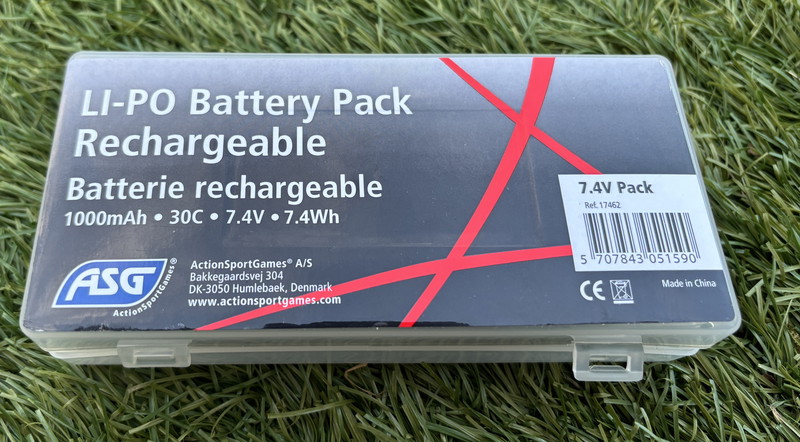 LI-PO Battery Pack
Rechargeable
Batterie rechargeable
1000mAh • 30C • 7.4V • 7.4Wh
ASG
ActionSportGames®
ActionSportGames® A/S
Bakkegaardsvej 304
DK-3050 Humlebaek, Denmark
www.actionsportgames.com
7.4V Pack
Ref. 17462
5 707843 051590
CE
Made in China